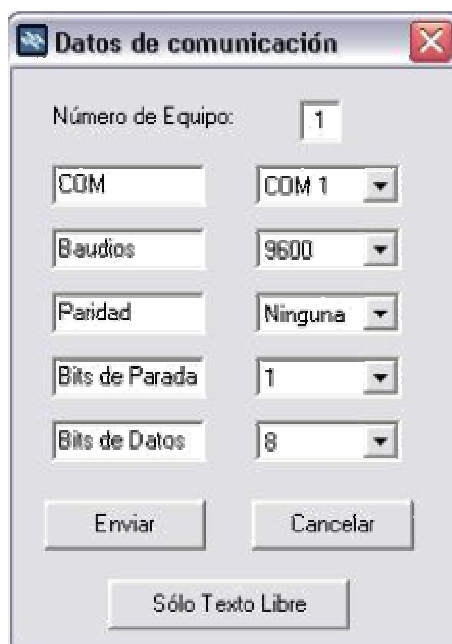 Datos de comunicación
Número de Equipo: 1
COM COM 1
Baudios 9600
Paridad Ninguna
Bits de Parada 1
Bits de Datos 8
Enviar Cancelar
Sólo Texto Libre